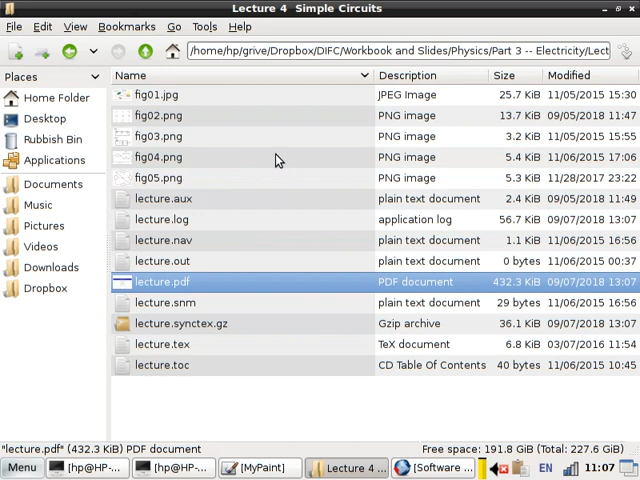 Lecture 4  Simple Circuits
File Edit View Bookmarks Go Tools Help
/home/hp/grive/Dropbox/DIFC/Workbook and Slides/Physics/Part 3 -- Electricity/Lect
Places
Home Folder
Desktop
Rubbish Bin
Applications
Documents
Music
Pictures
Videos
Downloads
Dropbox
Name Description Size Modified
fig01.jpg JPEG Image 25.7 KiB 11/05/2015 15:30
fig02.png PNG image 13.7 KiB 09/05/2018 11:47
fig03.png PNG image 3.2 KiB 11/05/2015 15:55
fig04.png PNG image 5.4 KiB 11/06/2015 17:06
fig05.png PNG image 5.3 KiB 11/28/2017 23:22
lecture.aux plain text document 2.4 KiB 09/05/2018 11:49
lecture.log application log 56.7 KiB 09/07/2018 13:07
lecture.nav plain text document 1.1 KiB 11/06/2015 16:56
lecture.out plain text document 0 bytes 11/06/2015 0:37
lecture.pdf PDF document 432.3 KiB 09/07/2018 13:07
lecture.snm plain text document 29 bytes 11/06/2015 16:56
lecture.synctex.gz Gzip archive 36.1 KiB 09/07/2018 13:07
lecture.tex TeX document 6.8 KiB 03/07/2016 11:54
lecture.toc CD Table Of Contents 40 bytes 11/06/2015 10:45
"lecture.pdf" (432.3 KiB) PDF document Free space: 191.8 GiB (Total: 227.6 GiB)
Menu [hp@HP-... [hp@HP-... [MyPaint] Lecture 4 ... [Software ... EN 11:07